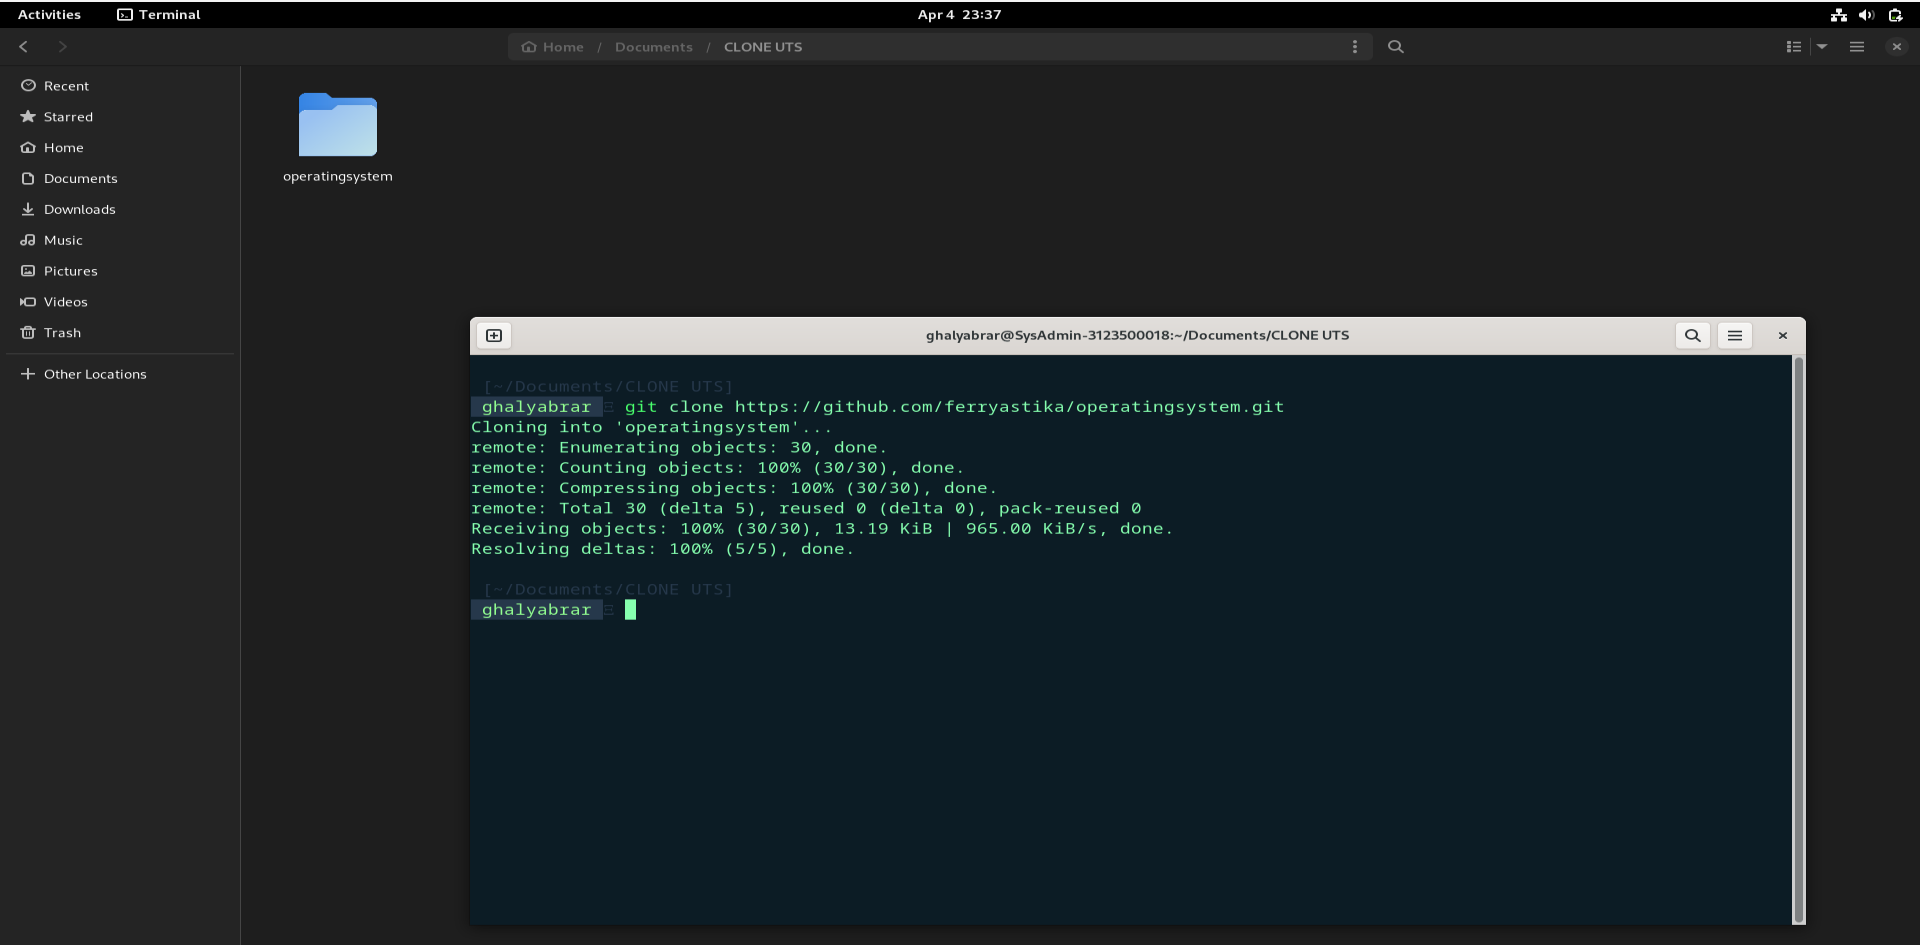 Activities Terminal Apr 4 23:37
Home / Documents / CLONE UTS
Recent
Starred
Home
Documents
Downloads
Music
Pictures
Videos
Trash
Other Locations
operatingsystem
ghalyabrar@SysAdmin-3123500018:~/Documents/CLONE UTS
[~/Documents/CLONE UTS]
ghalyabrar git clone https://github.com/ferryastika/operatingsystem.git
Cloning into 'operatingsystem'...
remote: Enumerating objects: 30, done.
remote: Counting objects: 100% (30/30), done.
remote: Compressing objects: 100% (30/30), done.
remote: Total 30 (delta 5), reused 0 (delta 0), pack-reused 0
Receiving objects: 100% (30/30), 13.19 KiB | 965.00 KiB/s, done.
Resolving deltas: 100% (5/5), done.
[~/Documents/CLONE UTS]
ghalyabrar